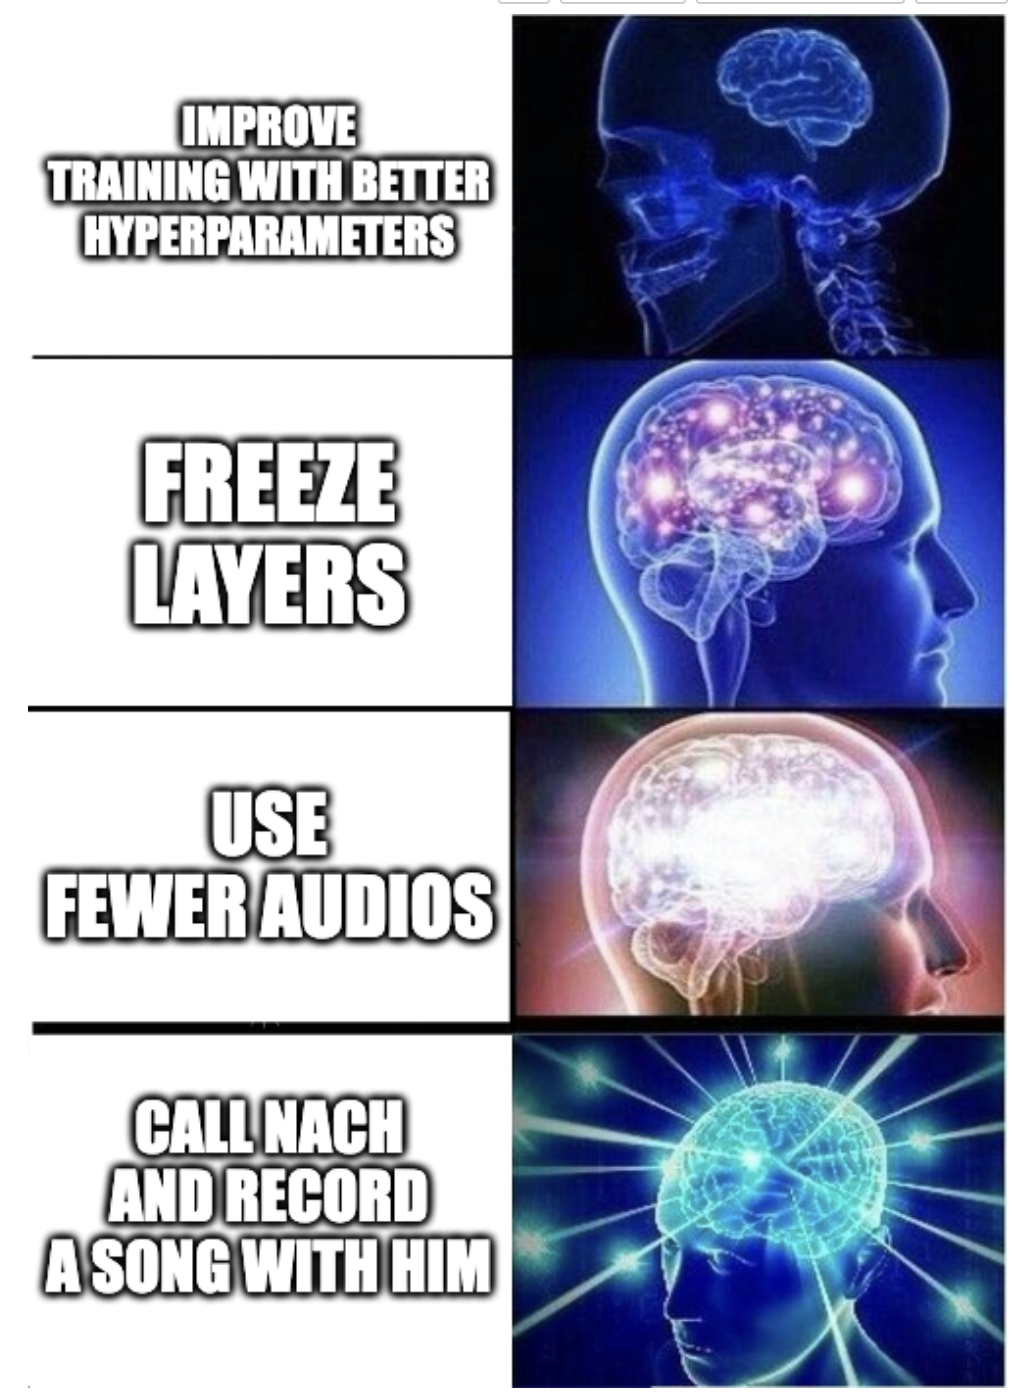 IMPROVE
TRAINING WITH BETTER
HYPERPARAMETERS
FREEZE
LAYERS
USE
FEWER AUDIOS
CALL NACH
AND RECORD
A SONG WITH HIM